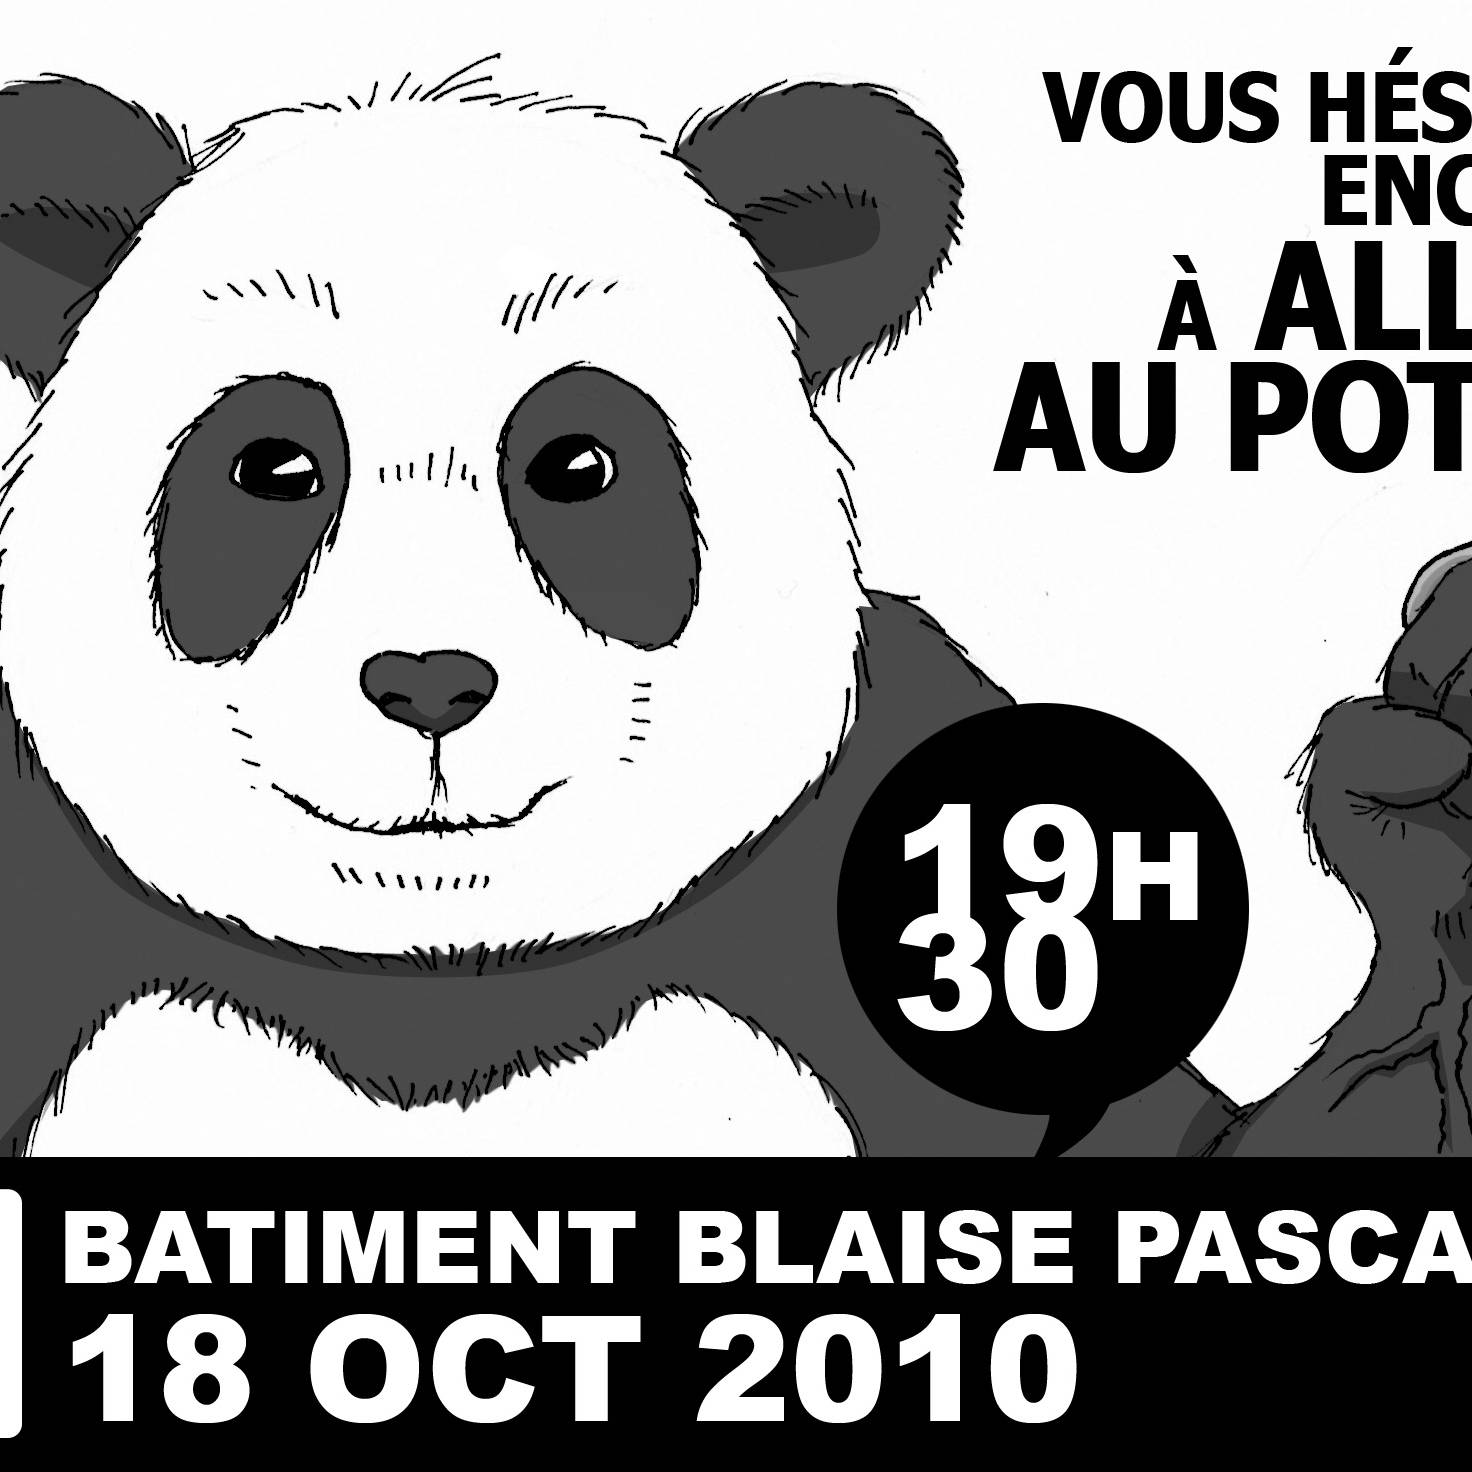 VOUS HÉS
ENC
À ALL
AU POT
19H
30
BATIMENT BLAISE PASCA
18 OCT 2010